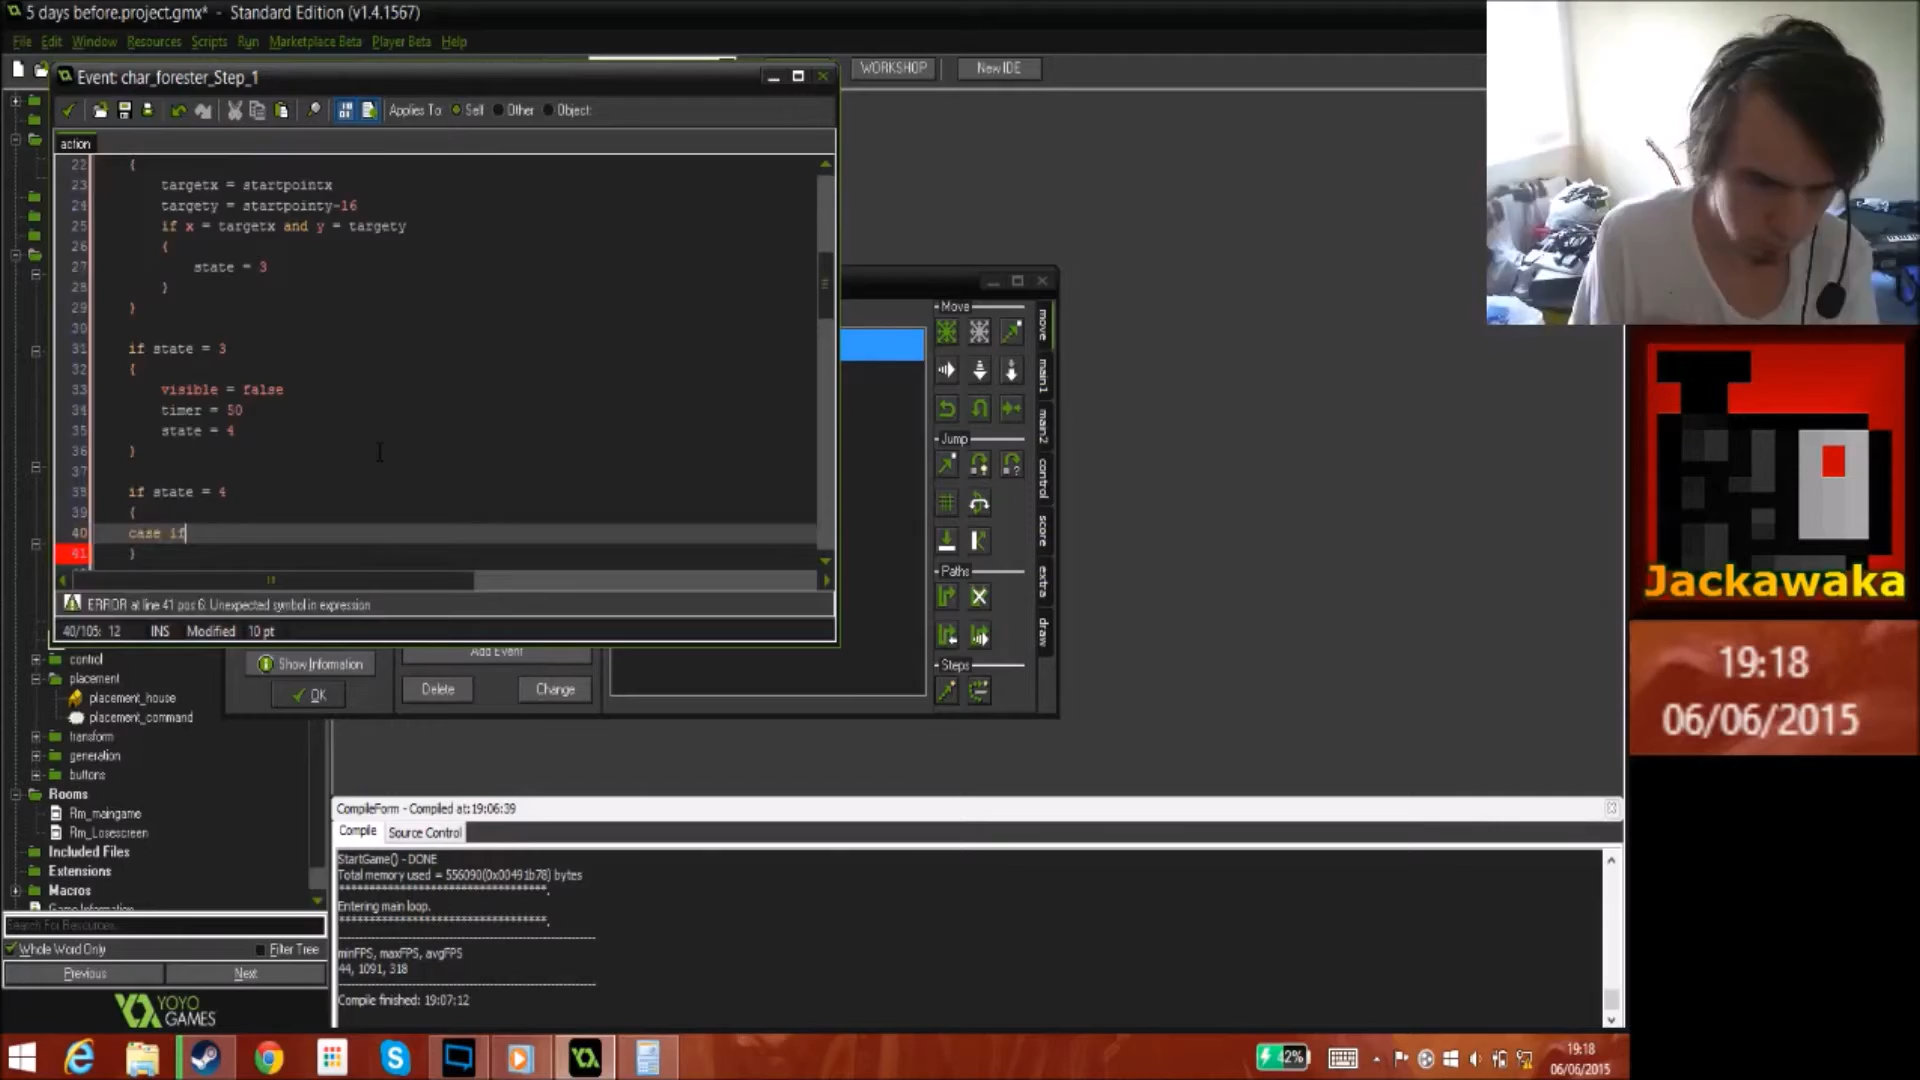 5 days before.project.gmx* - Standard Edition (v1.4.1567)
File Edit Window Resources Scripts Run Marketplace Beta Player Beta Help
WORKSHOP
New IDE
Event: char_forester_Step_1
Applies To: Self Other Object:
action
22 {
23 targetx = startpointx
24 targety = startpointy-16
25 if x = targetx and y = targety
26 {
27 state = 3
28 }
29 }
30
31 if state = 3
32 {
33 visible = false
34 timer = 50
35 state = 4
36 }
37
38 if state = 4
39 {
40 case if
41 }
ERROR at line 41 pos 6: Unexpected symbol in expression
40/105: 12 INS Modified 10 pt
Move
Jump
Paths
Steps
move
main1
main2
control
score
extra
draw
Show Information
OK
Add Event
Delete
Change
control
placement
placement_house
placement_command
transform
generation
buttons
Rooms
Rm_maingame
Rm_Losescreen
Included Files
Extensions
Macros
Game Information
Search For Resources
Whole Word Only
Filter Tree
Previous
Next
YOYO
GAMES
CompileForm - Compiled at: 19:06:39
Compile
Source Control
StartGame() - DONE
Total memory used = 556090(0x00491b78) bytes
Entering main loop.
minFPS, maxFPS, avgFPS
44, 1091, 318
Compile finished: 19:07:12
Jackawaka
19:18
06/06/2015
42%
19:18
06/06/2015